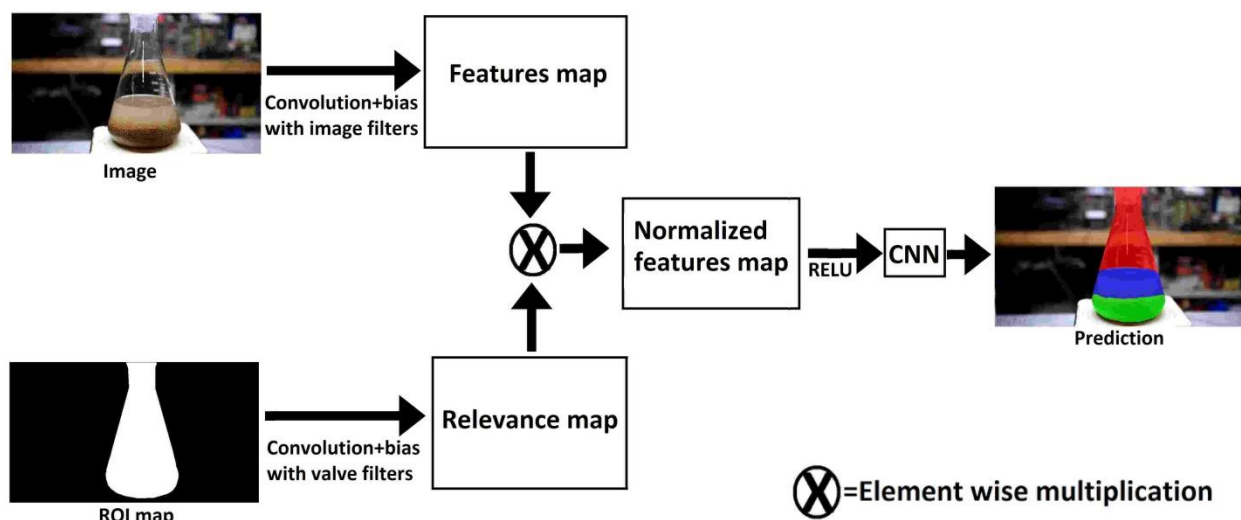 Image
Convolution+bias
with image filters
Features map
Normalized
features map
RELU
CNN
Prediction
ROI map
Convolution+bias
with valve filters
Relevance map
X
X=Element wise multiplication